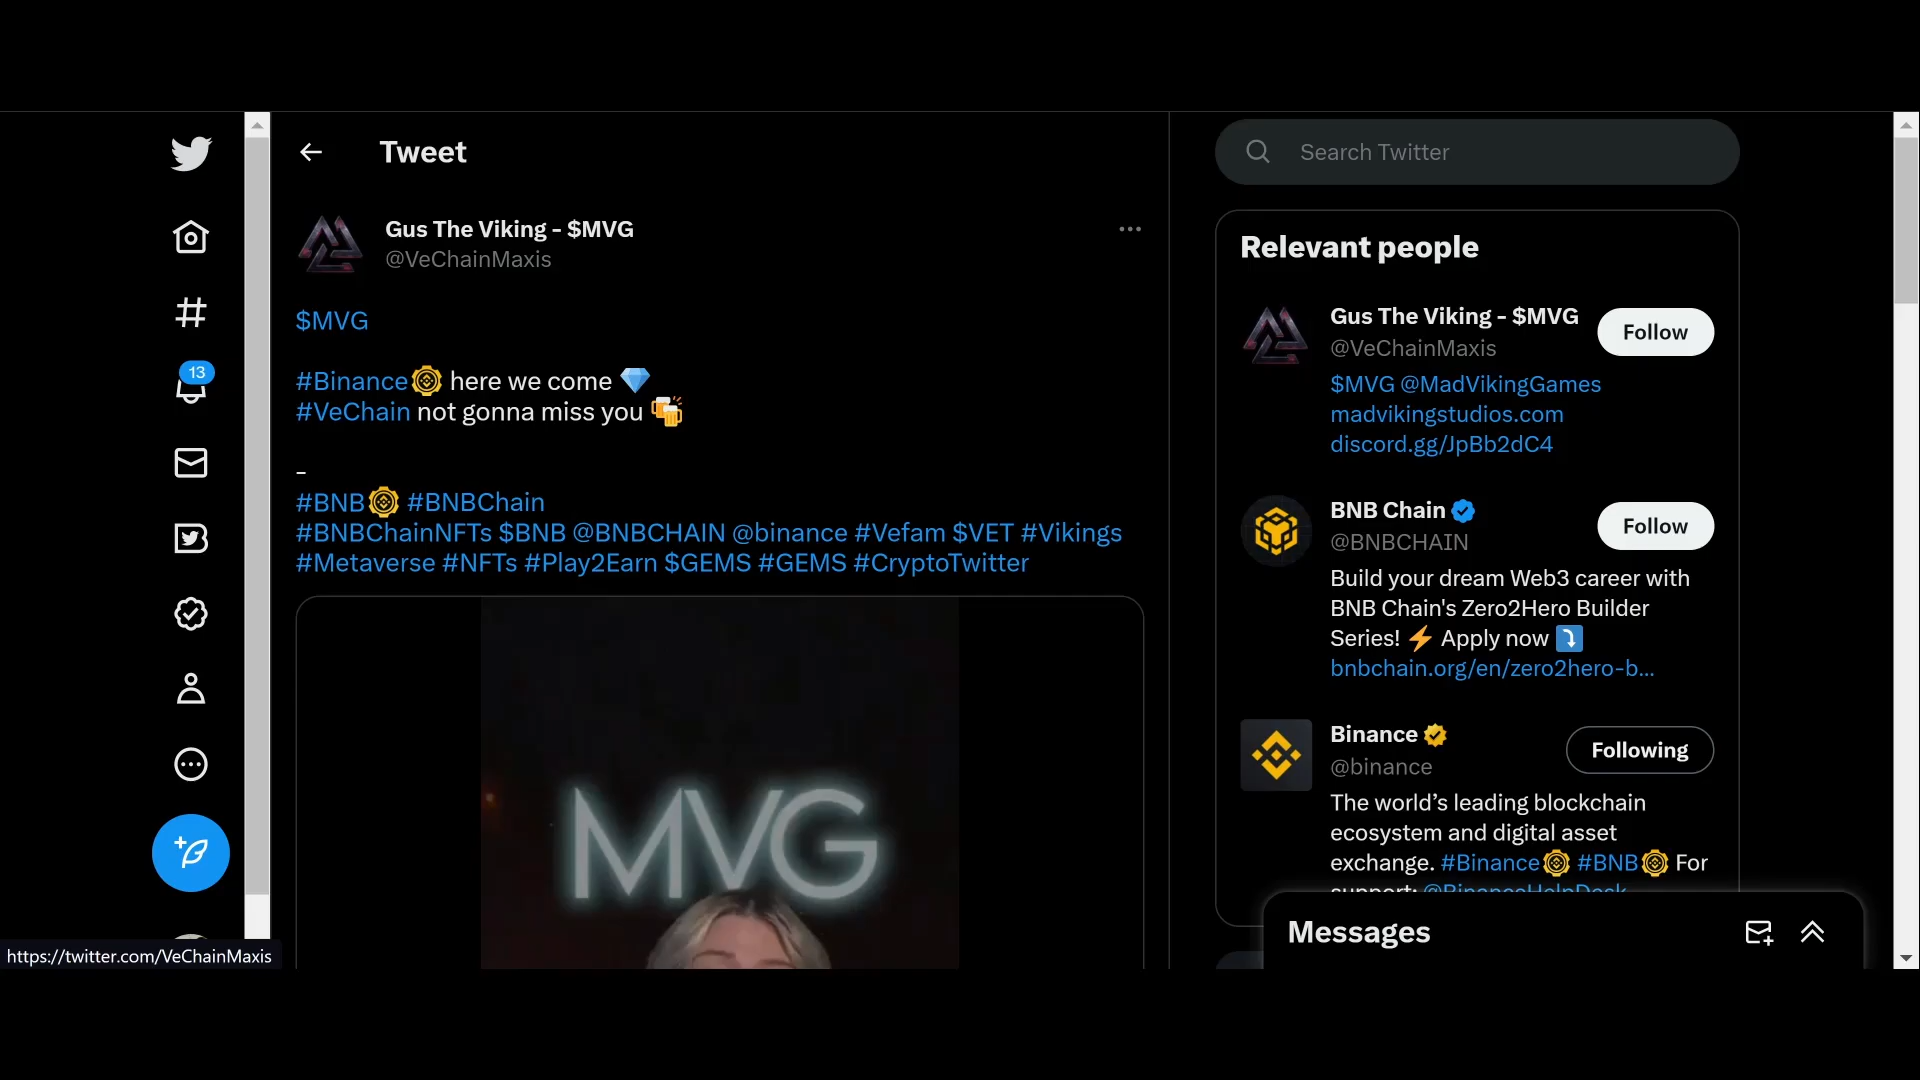 Tweet
Search Twitter
Gus The Viking - $MVG
@VeChainMaxis
13
$MVG
#Binance here we come 💎
#VeChain not gonna miss you 🍻
-
#BNB #BNBChain
#BNBChainNFTs $BNB @BNBCHAIN @binance #Vefam $VET #Vikings
#Metaverse #NFTs #Play2Earn $GEMS #GEMS #CryptoTwitter
MVG
Relevant people
Gus The Viking - $MVG
@VeChainMaxis
Follow
$MVG @MadVikingGames
madvikingstudios.com
discord.gg/JpBb2dC4
BNB Chain
@BNBCHAIN
Follow
Build your dream Web3 career with
BNB Chain's Zero2Hero Builder
Series! ⚡ Apply now ⤵️
bnbchain.org/en/zero2hero-b...
Binance
@binance
Following
The world’s leading blockchain
ecosystem and digital asset
exchange. #Binance #BNB For
support: @BinanceHelpDesk
Messages
https://twitter.com/VeChainMaxis